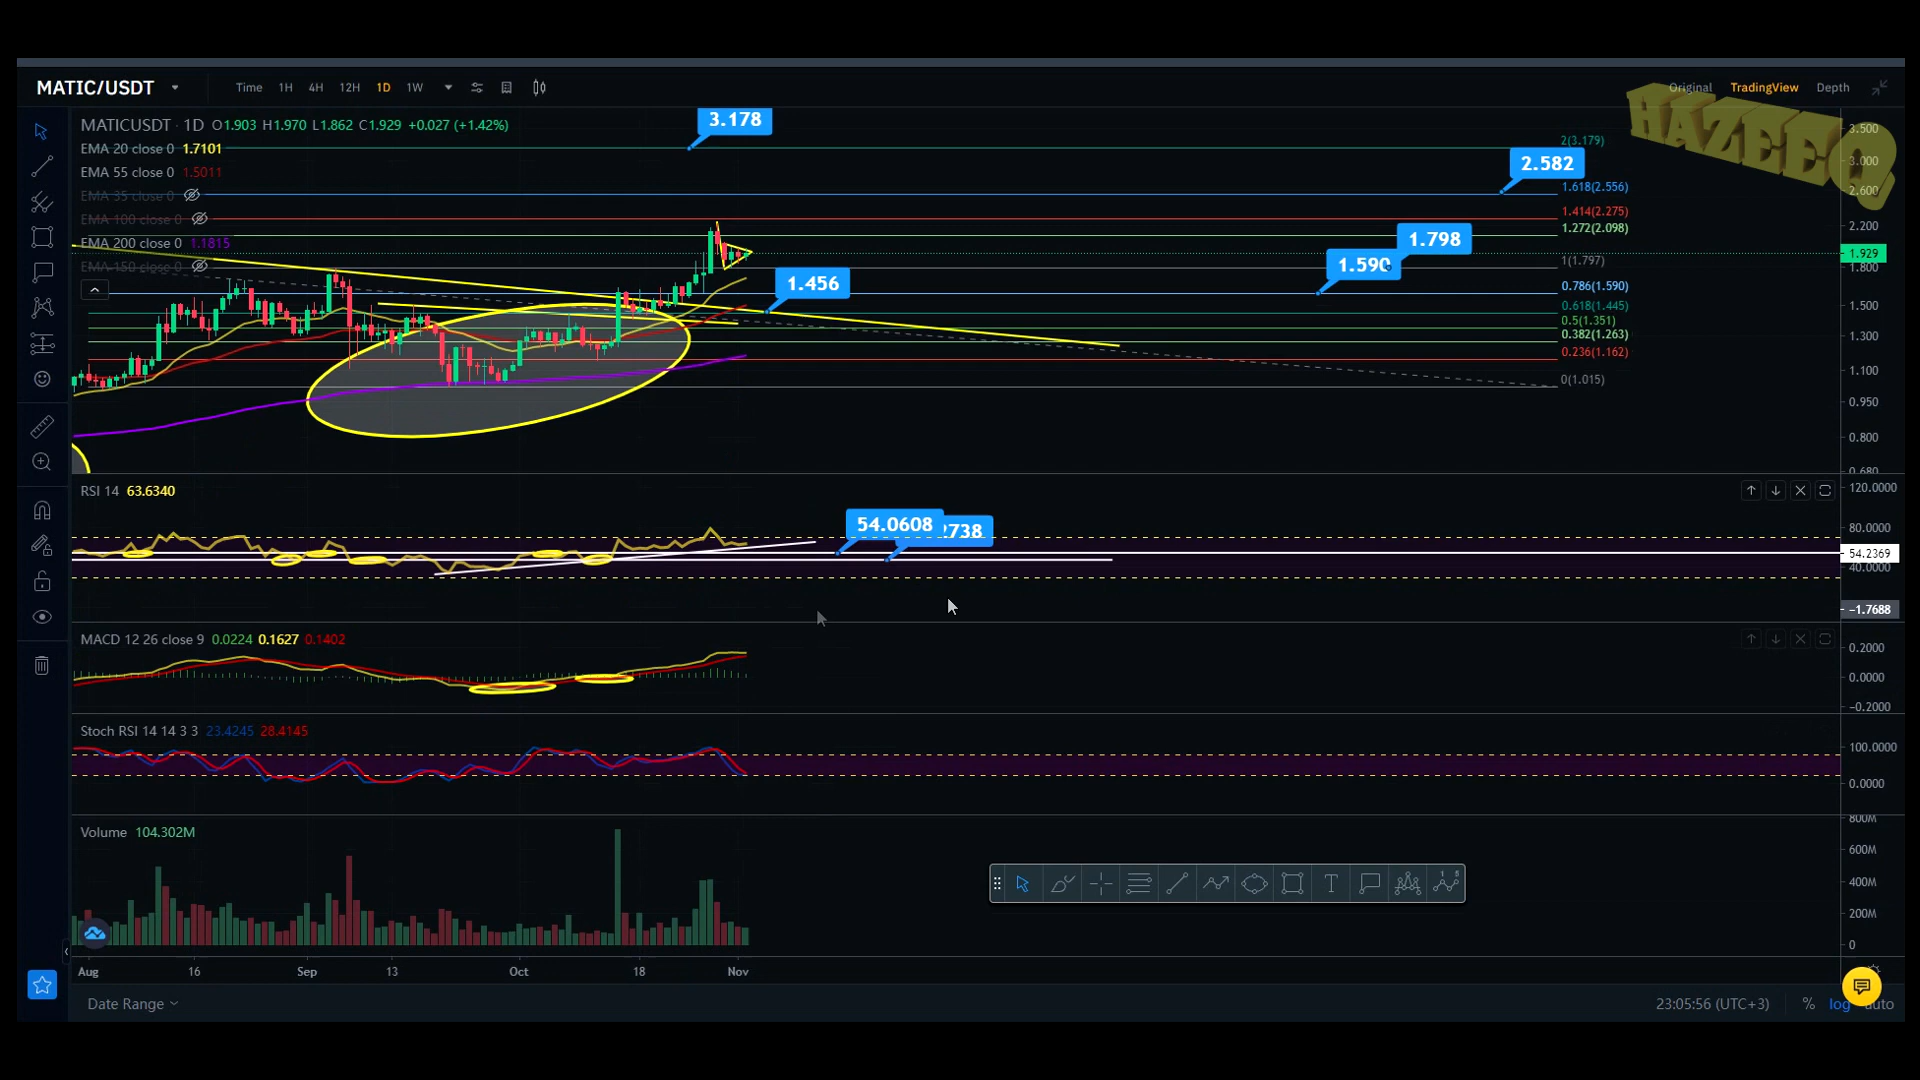 MATIC/USDT Time 1H 4H 12H 1D 1W Original TradingView Depth
HAZEEQ
MATICUSDT · 1D O1.903 H1.970 L1.862 C1.929 +0.027 (+1.42%)
EMA 20 close 0 1.7101
EMA 55 close 0 1.5011
EMA 35 close 0
EMA 100 close 0
EMA 200 close 0 1.1815
EMA 150 close 0
3.178
2.582
1.798
1.590
1.456
2(3.179)
1.618(2.556)
1.414(2.275)
1.272(2.098)
1(1.797)
0.786(1.590)
0.618(1.445)
0.5(1.351)
0.382(1.263)
0.236(1.162)
0(1.015)
3.500
3.000
2.600
2.200
1.929
1.800
1.500
1.300
1.100
0.950
0.800
0.680
RSI 14 63.6340
54.0608
2738
120.0000
80.0000
54.2369
40.0000
−1.7688
MACD 12 26 close 9 0.0224 0.1627 0.1402
0.2000
0.0000
−0.2000
Stoch RSI 14 14 3 3 23.4245 28.4145
100.0000
0.0000
Volume 104.302M
800M
600M
400M
200M
0
T
1 5
Aug 16 Sep 13 Oct 18 Nov
Date Range 23:05:56 (UTC+3) % log auto